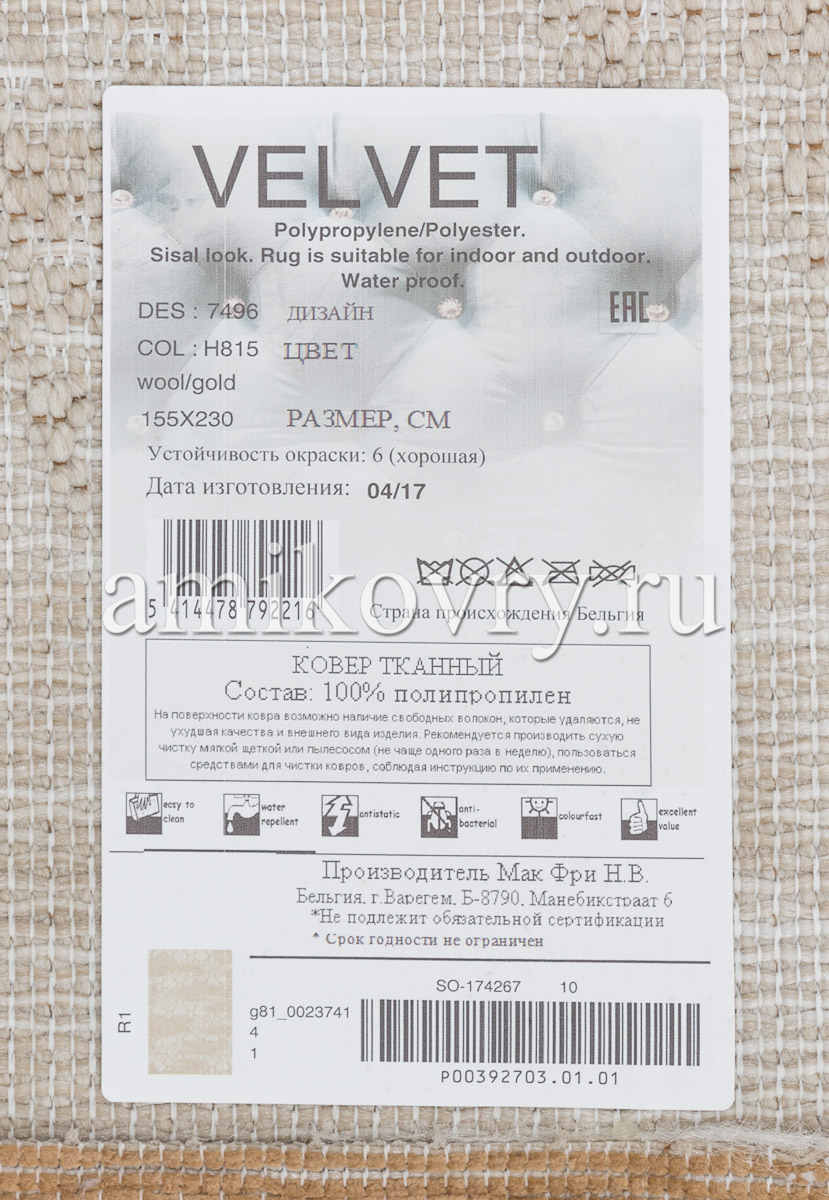 VELVET
Polypropylene/Polyester.
Sisal look. Rug is suitable for indoor and outdoor.
Water proof.
DES : 7496 ДИЗАЙН
EAC
COL : H815 ЦВЕТ
wool/gold
155X230 РАЗМЕР, СМ
Устойчивость окраски: 6 (хорошая)
Дата изготовления: 04/17
amikovry.ru
5 414478 792216
Страна происхождения Бельгия
КОВЕР ТКАННЫЙ
Состав: 100% полипропилен
На поверхности ковра возможно наличие свободных волокон, которые удаляются, не
ухудшая качества и внешнего вида изделия. Рекомендуется производить сухую
чистку мягкой щеткой или пылесосом (не чаще одного раза в неделю), пользоваться
средствами для чистки ковров, соблюдая инструкцию по их применению.
easy to
clean
water
repellent
antistatic
anti-
bacterial
colourfast
excellent
value
Производитель Мак Фри Н.В.
Бельгия, г.Варегем, Б-8790, Манебикстраат 6
*Не подлежит обязательной сертификации
* Срок годности не ограничен
SO-174267 10
R1
g81_0023741
4
1
P00392703.01.01